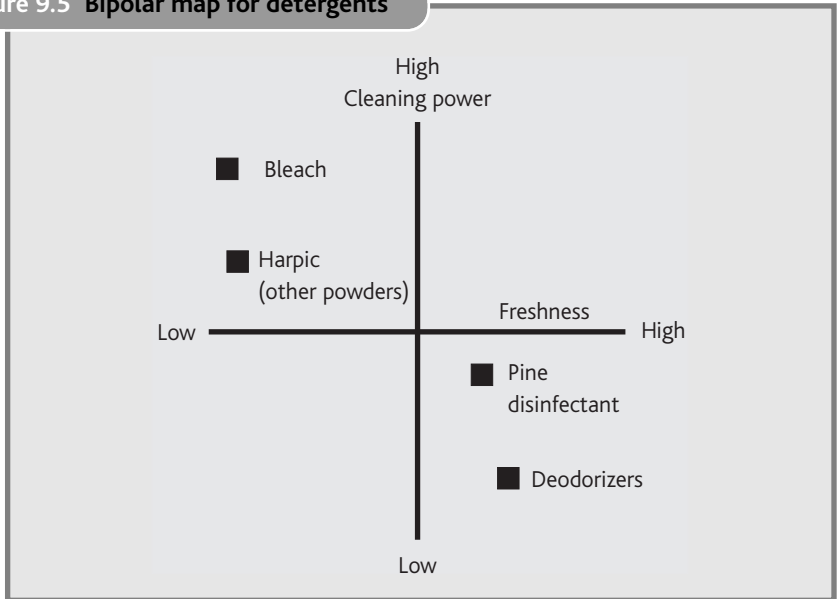 9.5 Bipolar map for detergents
High
Cleaning power
Bleach
Harpic
(other powders)
Freshness
Low
High
Pine
disinfectant
Deodorizers
Low